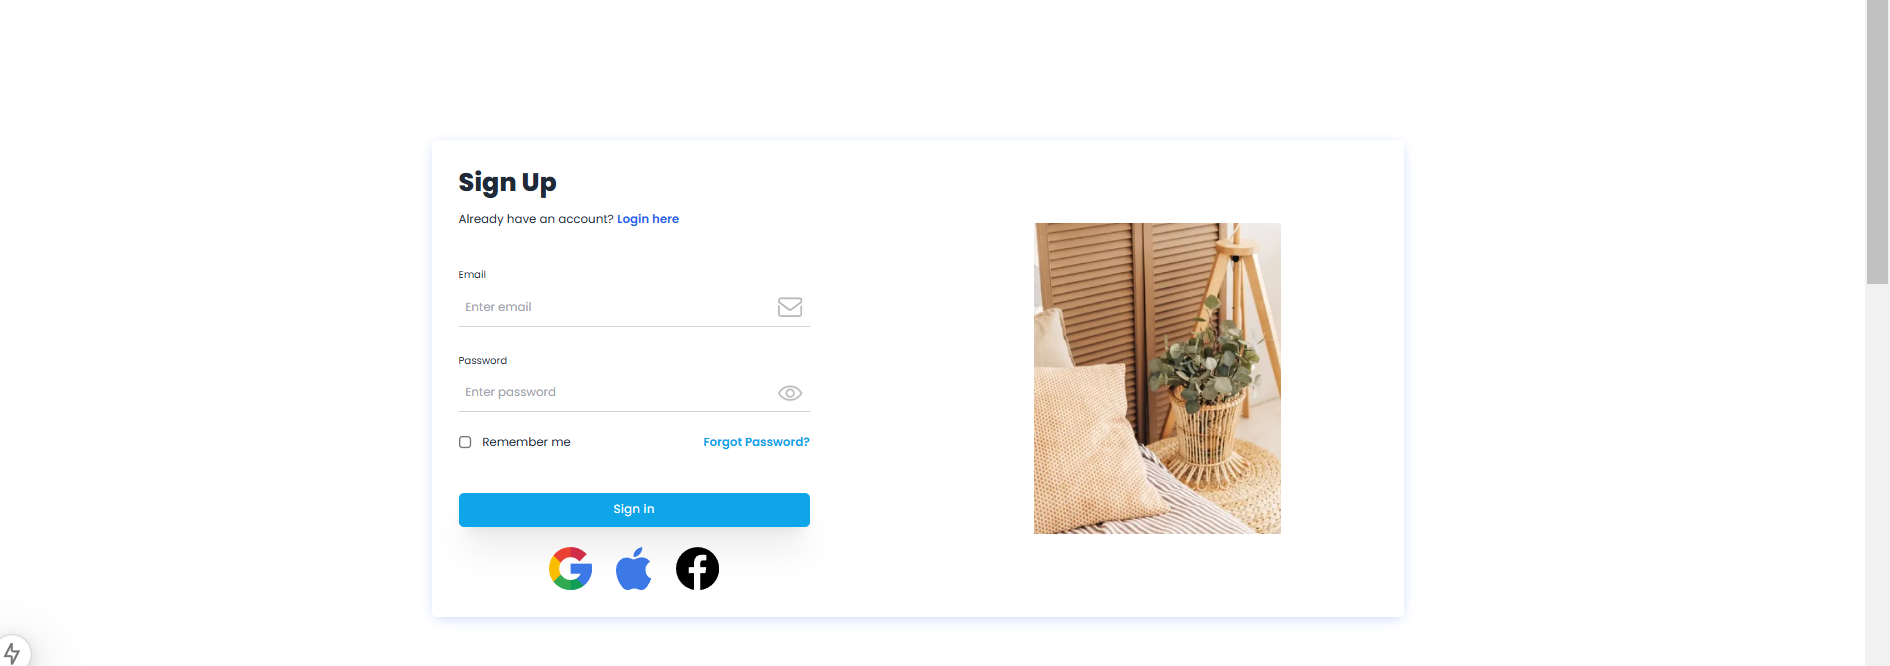 Sign Up
Already have an account? Login here
Email
Enter email
Password
Enter password
Remember me
Forgot Password?
Sign in